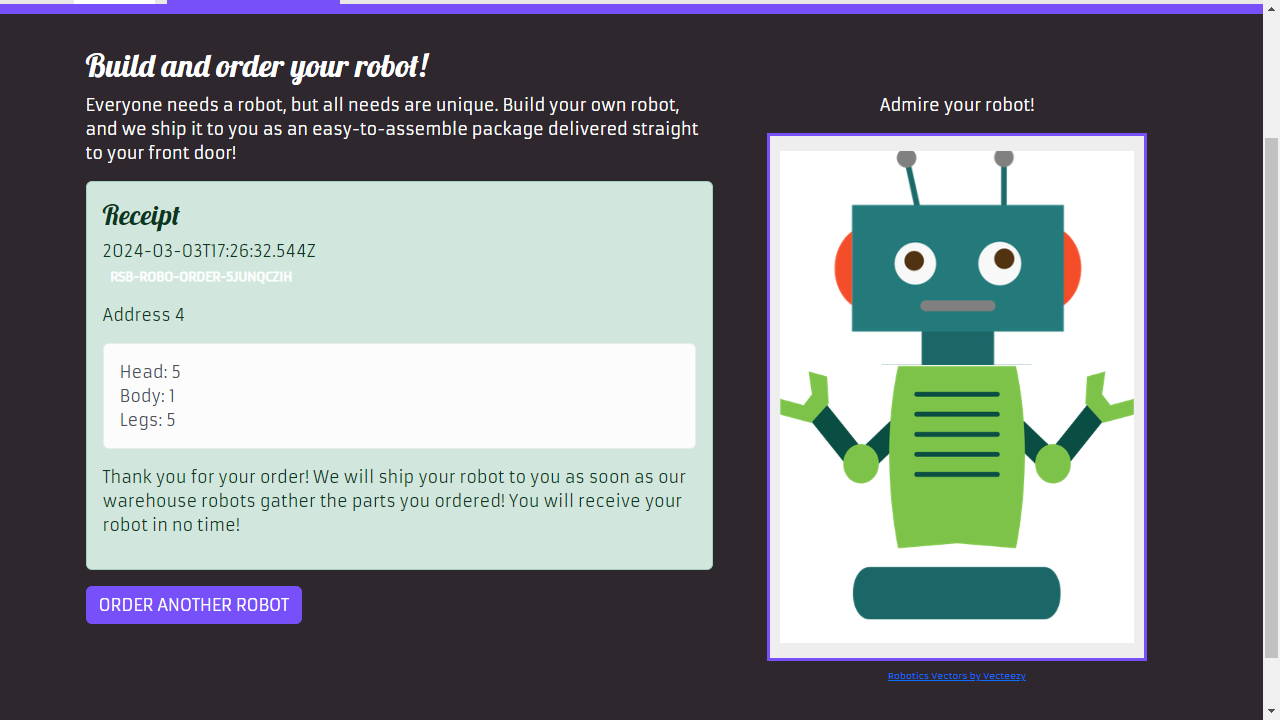 Build and order your robot!
Everyone needs a robot, but all needs are unique. Build your own robot,
and we ship it to you as an easy-to-assemble package delivered straight
to your front door!
Receipt
2024-03-03T17:26:32.544Z
RSB-ROBO-ORDER-5JUNQCZIH
Address 4
Head: 5
Body: 1
Legs: 5
Thank you for your order! We will ship your robot to you as soon as our
warehouse robots gather the parts you ordered! You will receive your
robot in no time!
ORDER ANOTHER ROBOT
Admire your robot!
Robotics Vectors by Vecteezy